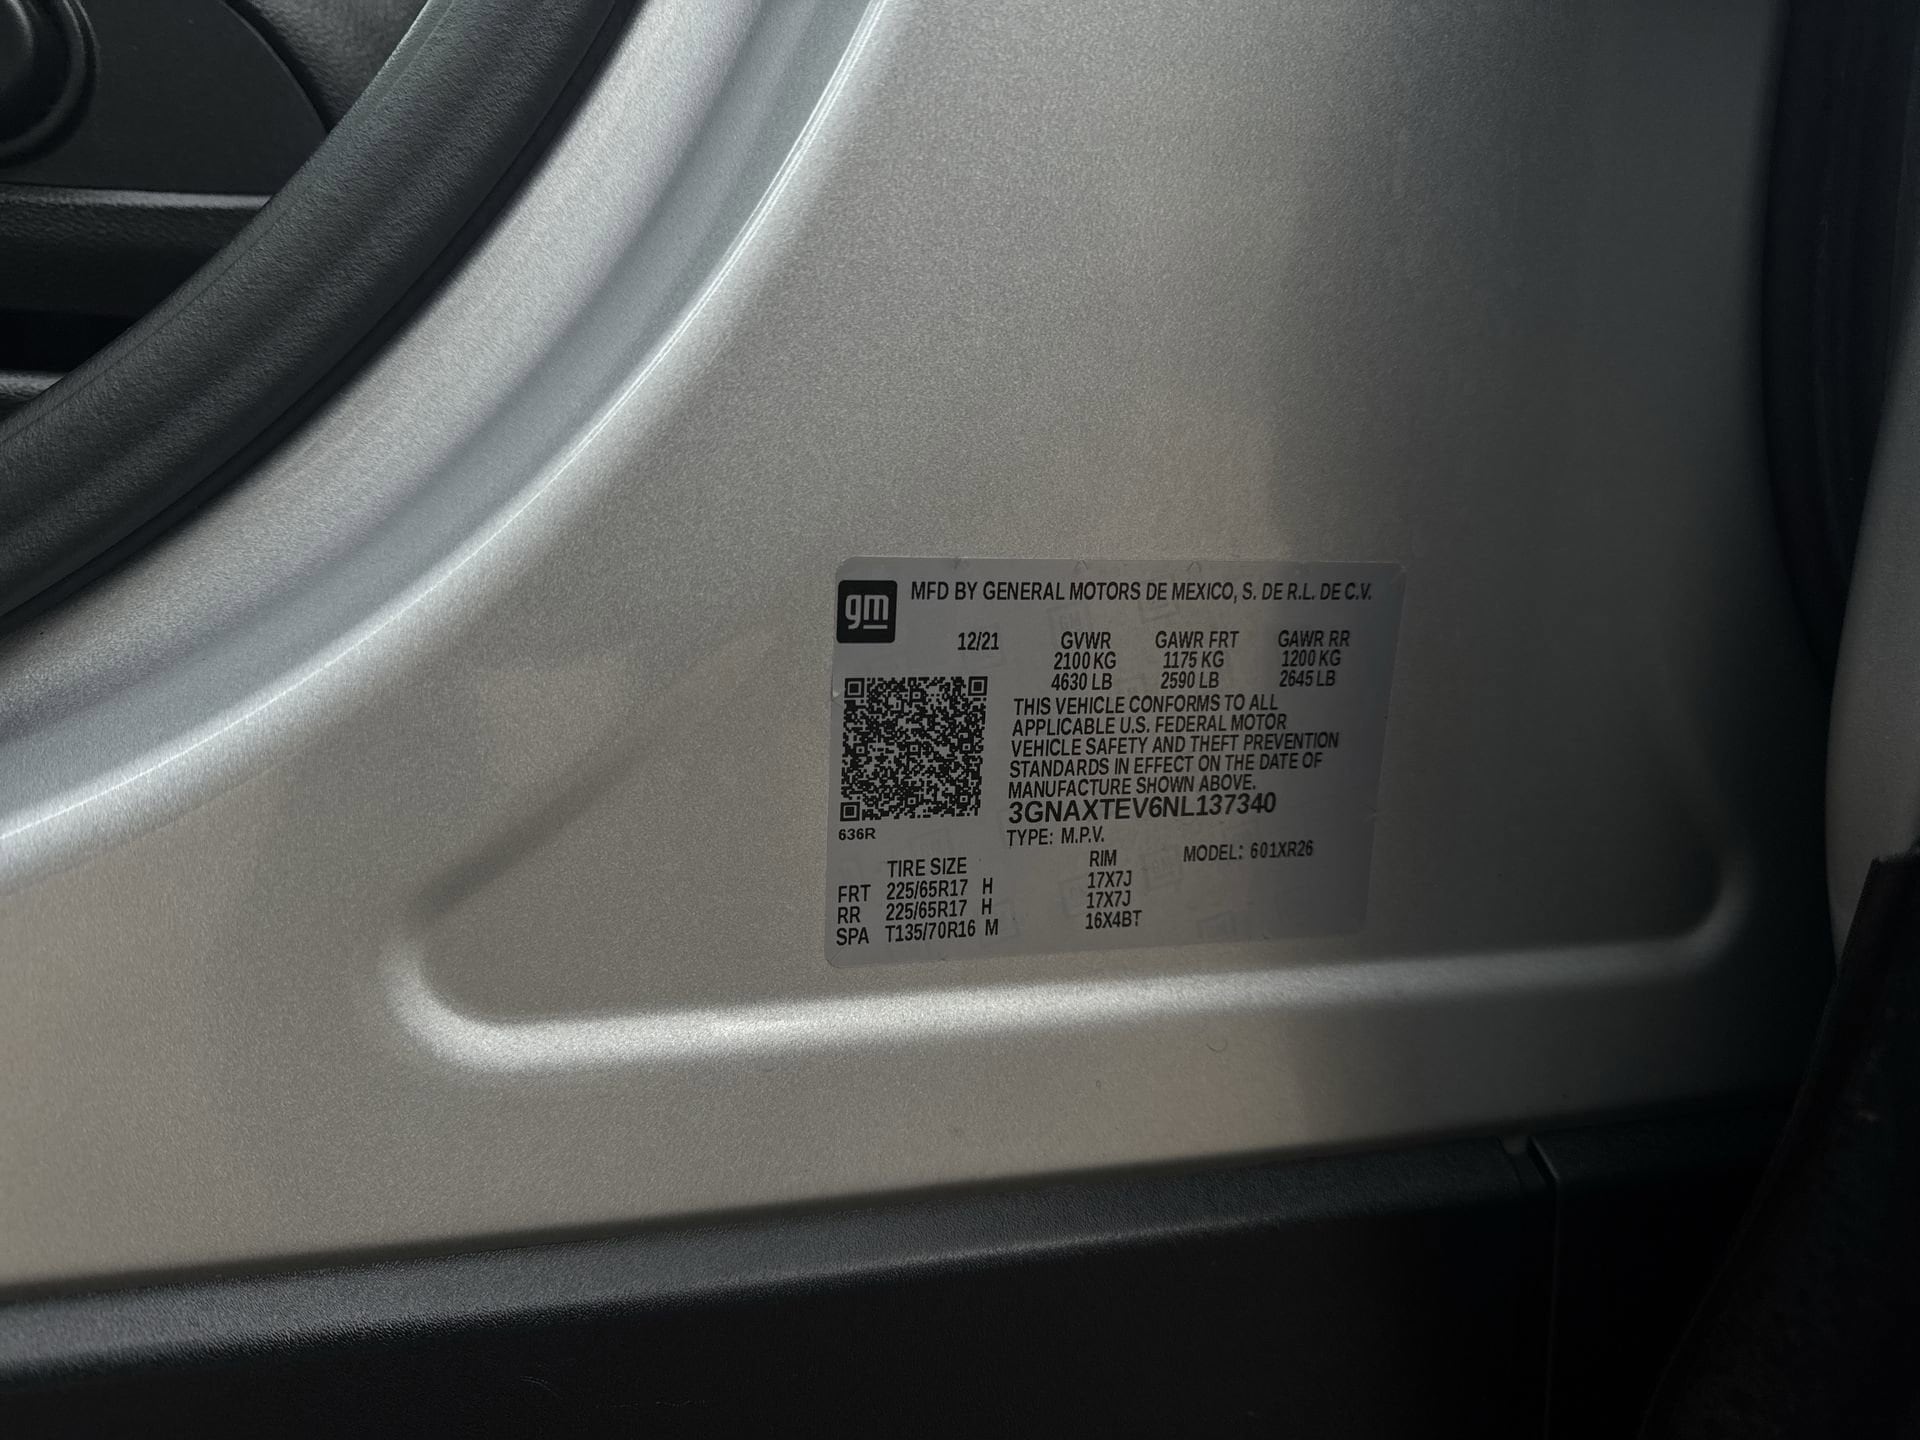 gm
MFD BY GENERAL MOTORS DE MEXICO, S. DE R.L. DE C.V.
12/21 GVWR GAWR FRT GAWR RR
2100 KG 1175 KG 1200 KG
4630 LB 2590 LB 2645 LB
THIS VEHICLE CONFORMS TO ALL
APPLICABLE U.S. FEDERAL MOTOR
VEHICLE SAFETY AND THEFT PREVENTION
STANDARDS IN EFFECT ON THE DATE OF
MANUFACTURE SHOWN ABOVE.
3GNAXTEV6NL137340
636R
TYPE: M.P.V.
MODEL: 601XR26
TIRE SIZE RIM
FRT 225/65R17 H 17X7J
RR 225/65R17 H 17X7J
SPA T135/70R16 M 16X4BT